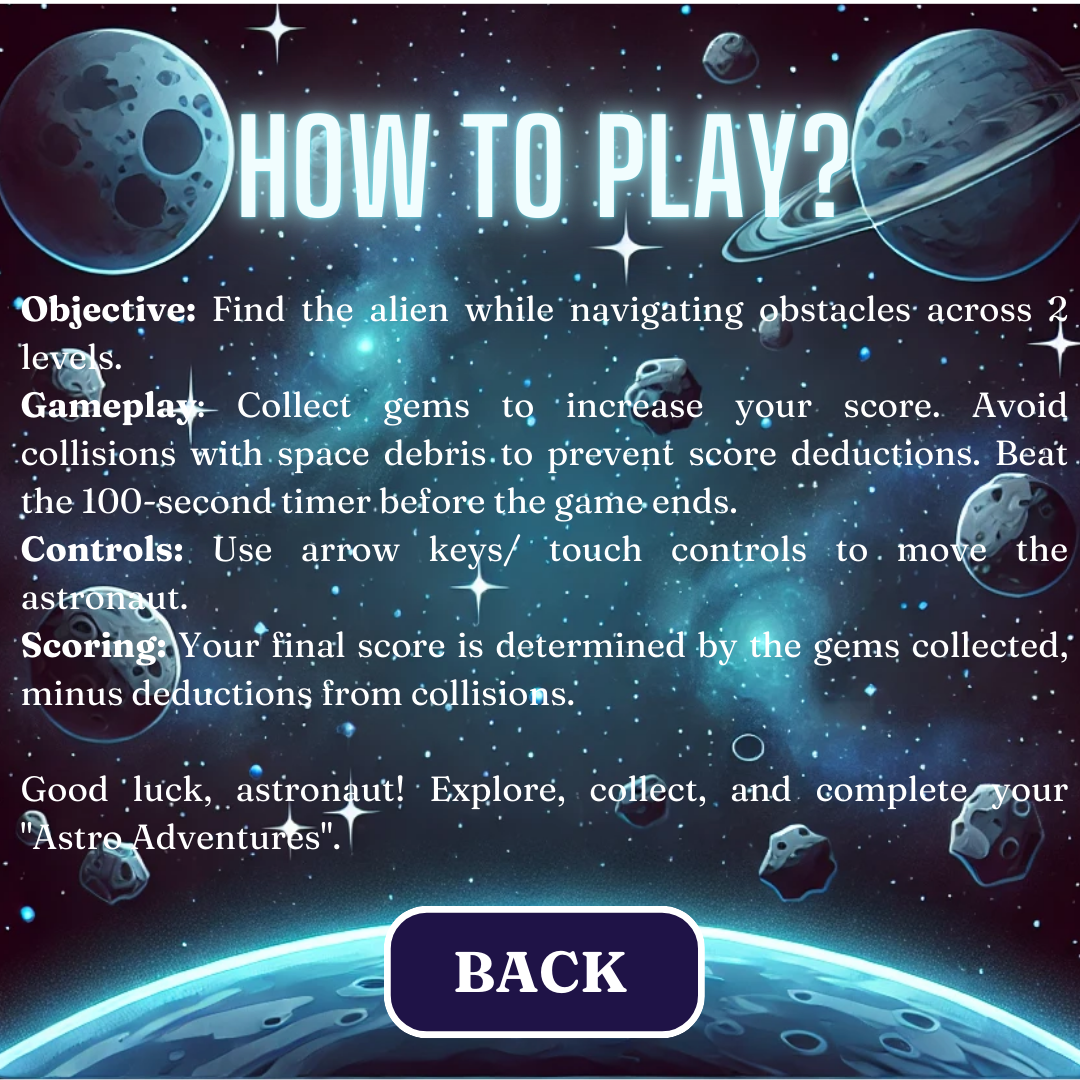 HOW TO PLAY?
Objective: Find the alien while navigating obstacles across 2
levels.
Gameplay: Collect gems to increase your score. Avoid
collisions with space debris to prevent score deductions. Beat
the 100-second timer before the game ends.
Controls: Use arrow keys/ touch controls to move the
astronaut.
Scoring: Your final score is determined by the gems collected,
minus deductions from collisions.
Good luck, astronaut! Explore, collect, and complete your
"Astro Adventures".
BACK